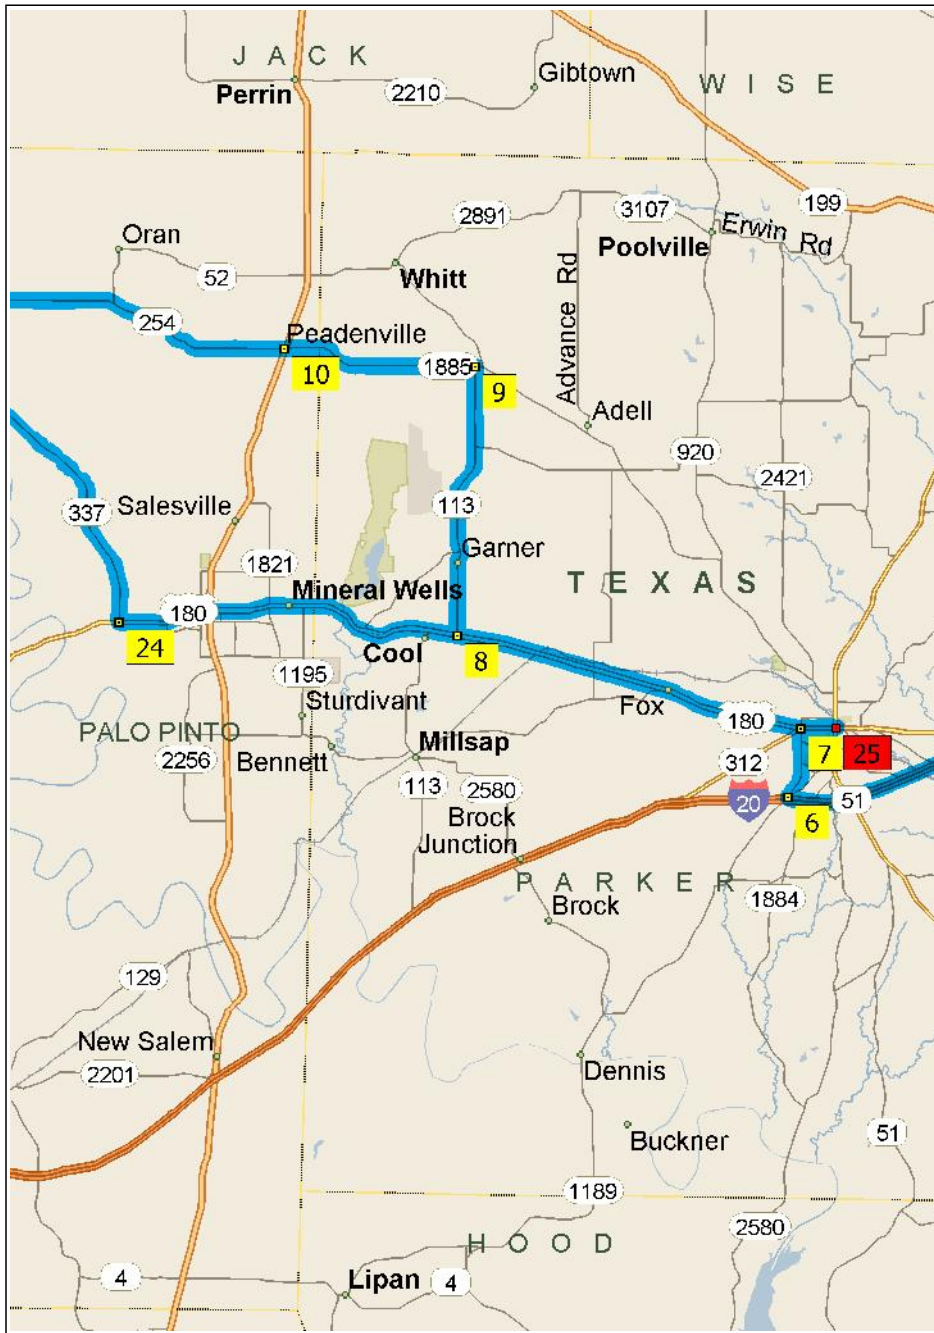 J A C K
Perrin
2210
Gibtown
W I S E
199
Oran
52
2891
Whitt
3107
Poolville
Erwin Rd
Advance Rd
254
Peadenville
10
1885
9
Adell
920
2421
337
Salesville
113
1821
Garner
T E X A S
Mineral Wells
180
24
Cool
8
1195
Sturdivant
Fox
180
7
25
PALO PINTO
2256
Bennett
Millsap
312
20
51
6
113
2580
Brock
Junction
P A R K E R
1884
Brock
129
New Salem
2201
Dennis
Buckner
51
1189
2580
H O O D
4
Lipan
4